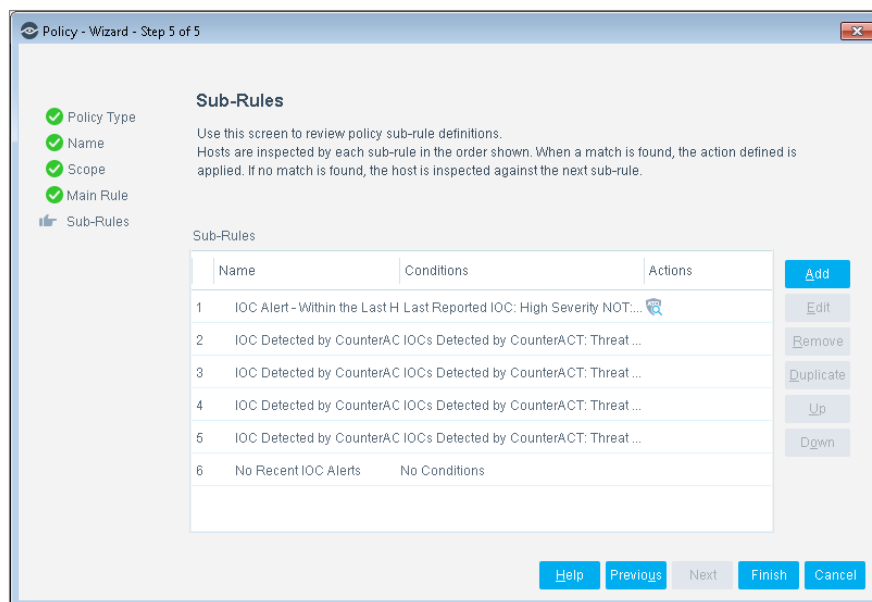 Policy - Wizard - Step 5 of 5
Policy Type
Name
Scope
Main Rule
Sub-Rules
Sub-Rules
Use this screen to review policy sub-rule definitions.
Hosts are inspected by each sub-rule in the order shown. When a match is found, the action defined is
applied. If no match is found, the host is inspected against the next sub-rule.
Sub-Rules
Name Conditions Actions
1 IOC Alert - Within the Last H Last Reported IOC: High Severity NOT:...
2 IOC Detected by CounterAC IOCs Detected by CounterACT: Threat ...
3 IOC Detected by CounterAC IOCs Detected by CounterACT: Threat ...
4 IOC Detected by CounterAC IOCs Detected by CounterACT: Threat ...
5 IOC Detected by CounterAC IOCs Detected by CounterACT: Threat ...
6 No Recent IOC Alerts No Conditions
Add
Edit
Remove
Duplicate
Up
Down
Help Previous Next Finish Cancel